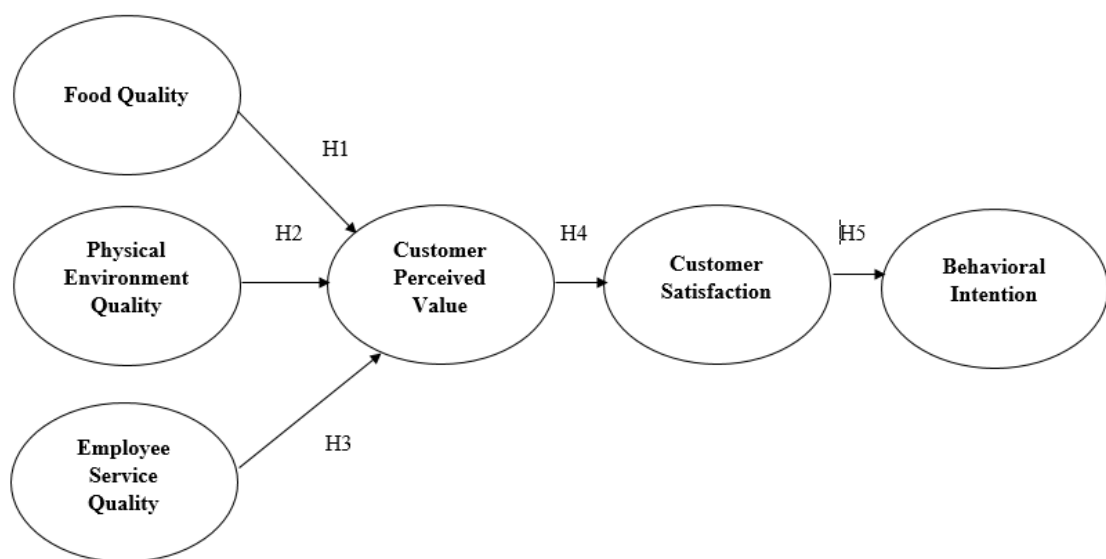 Food Quality
H1
Physical
Environment
Quality
H2
Customer
Perceived
Value
H4
Customer
Satisfaction
H5
Behavioral
Intention
Employee
Service
Quality
H3